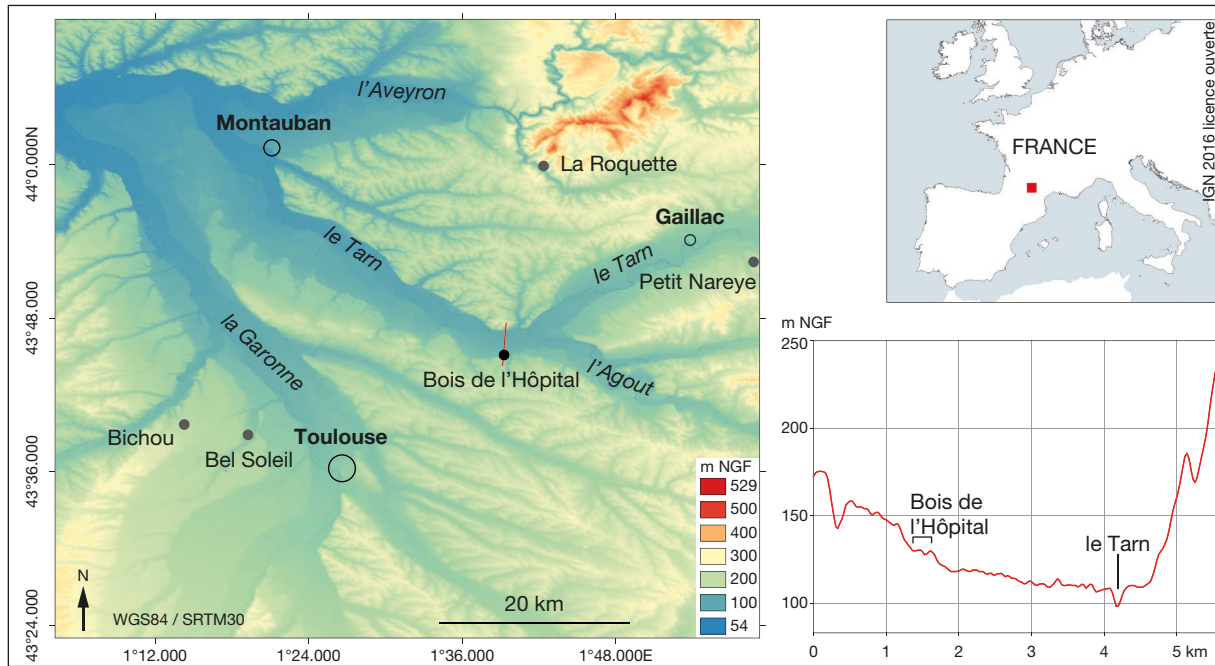 l'Aveyron
Montauban
La Roquette
Gaillac
le Tarn
le Tarn
Petit Nareye
la Garonne
Bois de l'Hôpital
l'Agout
Bichou
Bel Soleil
Toulouse
44°0.000N
43°48.000
43°36.000
43°24.000
1°12.000
1°24.000
1°36.000
1°48.000E
N
WGS84 / SRTM30
20 km
m NGF
529
500
400
300
200
100
54
FRANCE
IGN 2016 licence ouverte
m NGF
250
200
150
100
Bois de
l'Hôpital
le Tarn
0
1
2
3
4
5 km